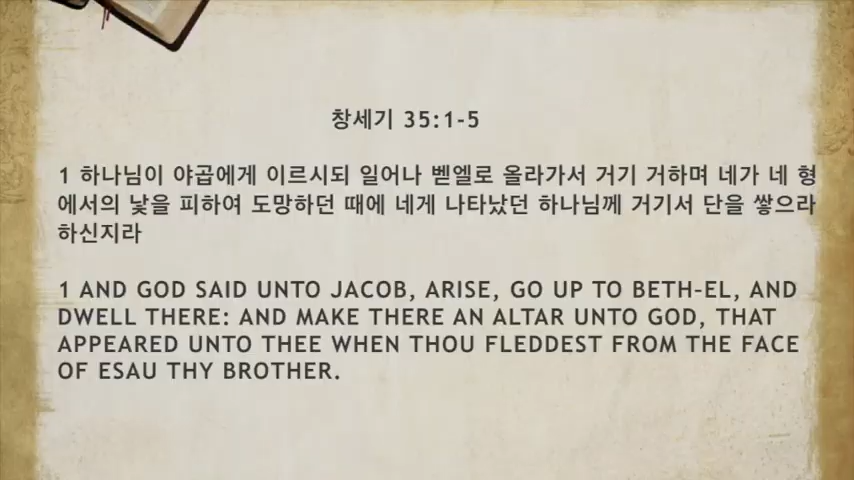 창세기 35:1-5
1 하나님이 야곱에게 이르시되 일어나 벧엘로 올라가서 거기 거하며 네가 네 형
에서의 낯을 피하여 도망하던 때에 네게 나타났던 하나님께 거기서 단을 쌓으라
하신지라
1 AND GOD SAID UNTO JACOB, ARISE, GO UP TO BETH-EL, AND
DWELL THERE: AND MAKE THERE AN ALTAR UNTO GOD, THAT
APPEARED UNTO THEE WHEN THOU FLEDDEST FROM THE FACE
OF ESAU THY BROTHER.